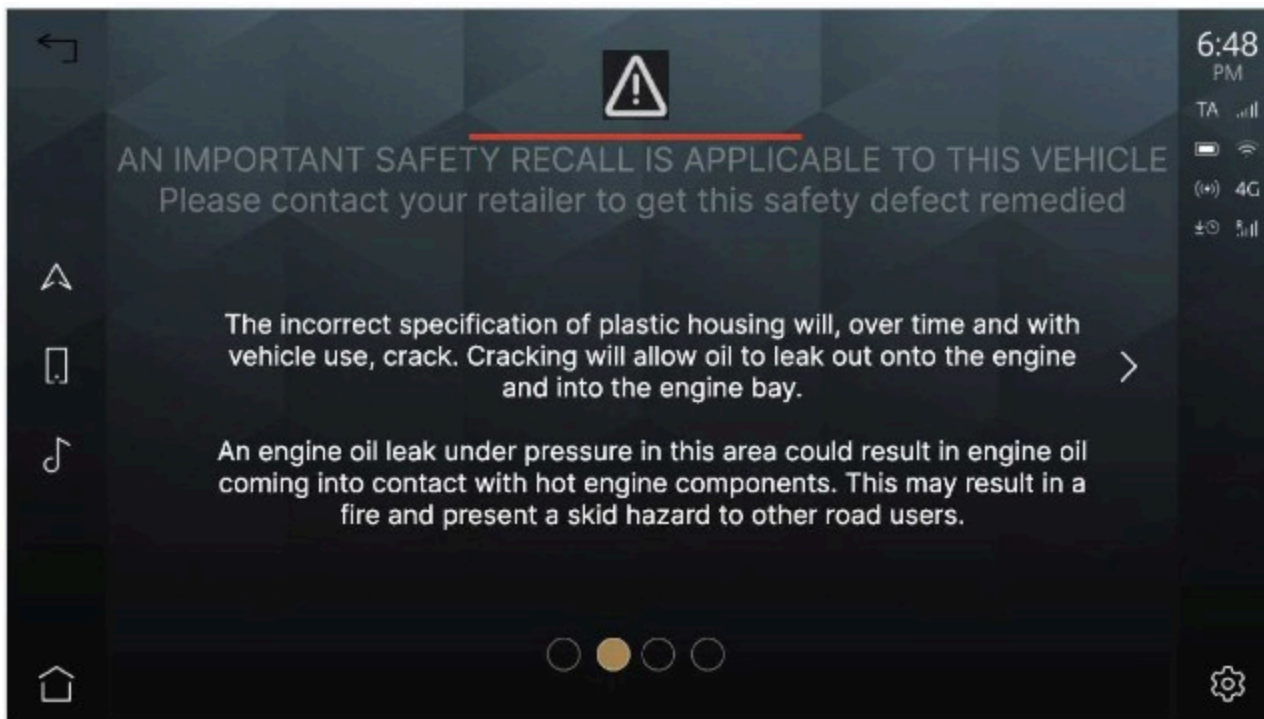 6:48
PM
TA
4G
AN IMPORTANT SAFETY RECALL IS APPLICABLE TO THIS VEHICLE
Please contact your retailer to get this safety defect remedied
The incorrect specification of plastic housing will, over time and with
vehicle use, crack. Cracking will allow oil to leak out onto the engine
and into the engine bay.
An engine oil leak under pressure in this area could result in engine oil
coming into contact with hot engine components. This may result in a
fire and present a skid hazard to other road users.